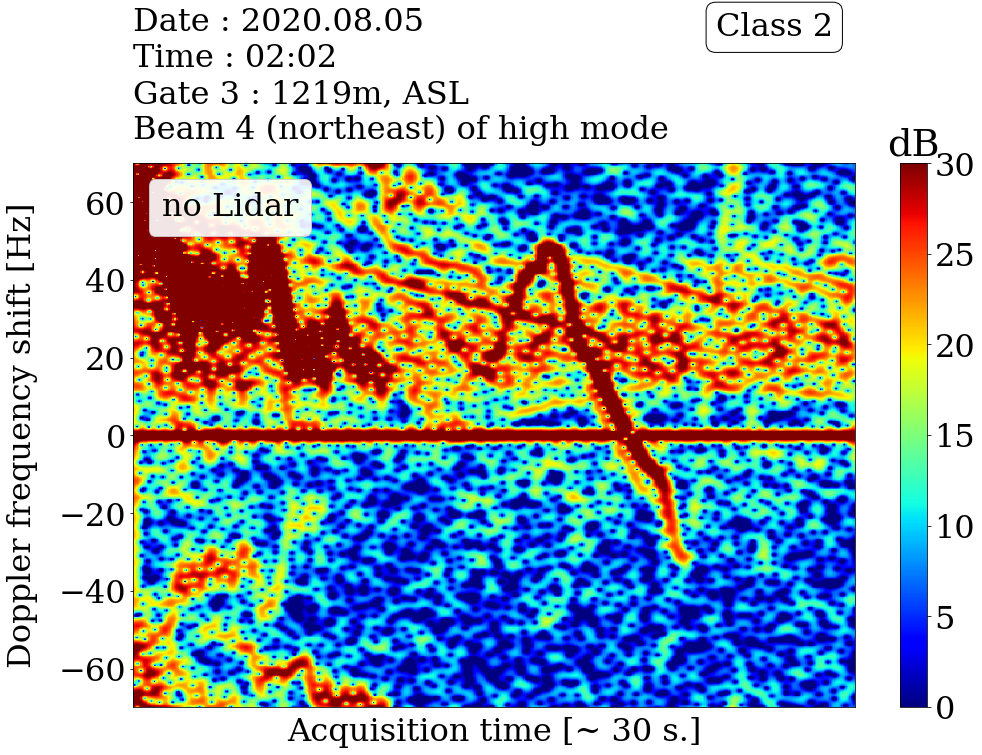 Date : 2020.08.05
Time : 02:02
Gate 3 : 1219m, ASL
Beam 4 (northeast) of high mode
Class 2
no Lidar
dB
Doppler frequency shift [Hz]
60
40
20
0
−20
−40
−60
30
25
20
15
10
5
0
Acquisition time [~ 30 s.]